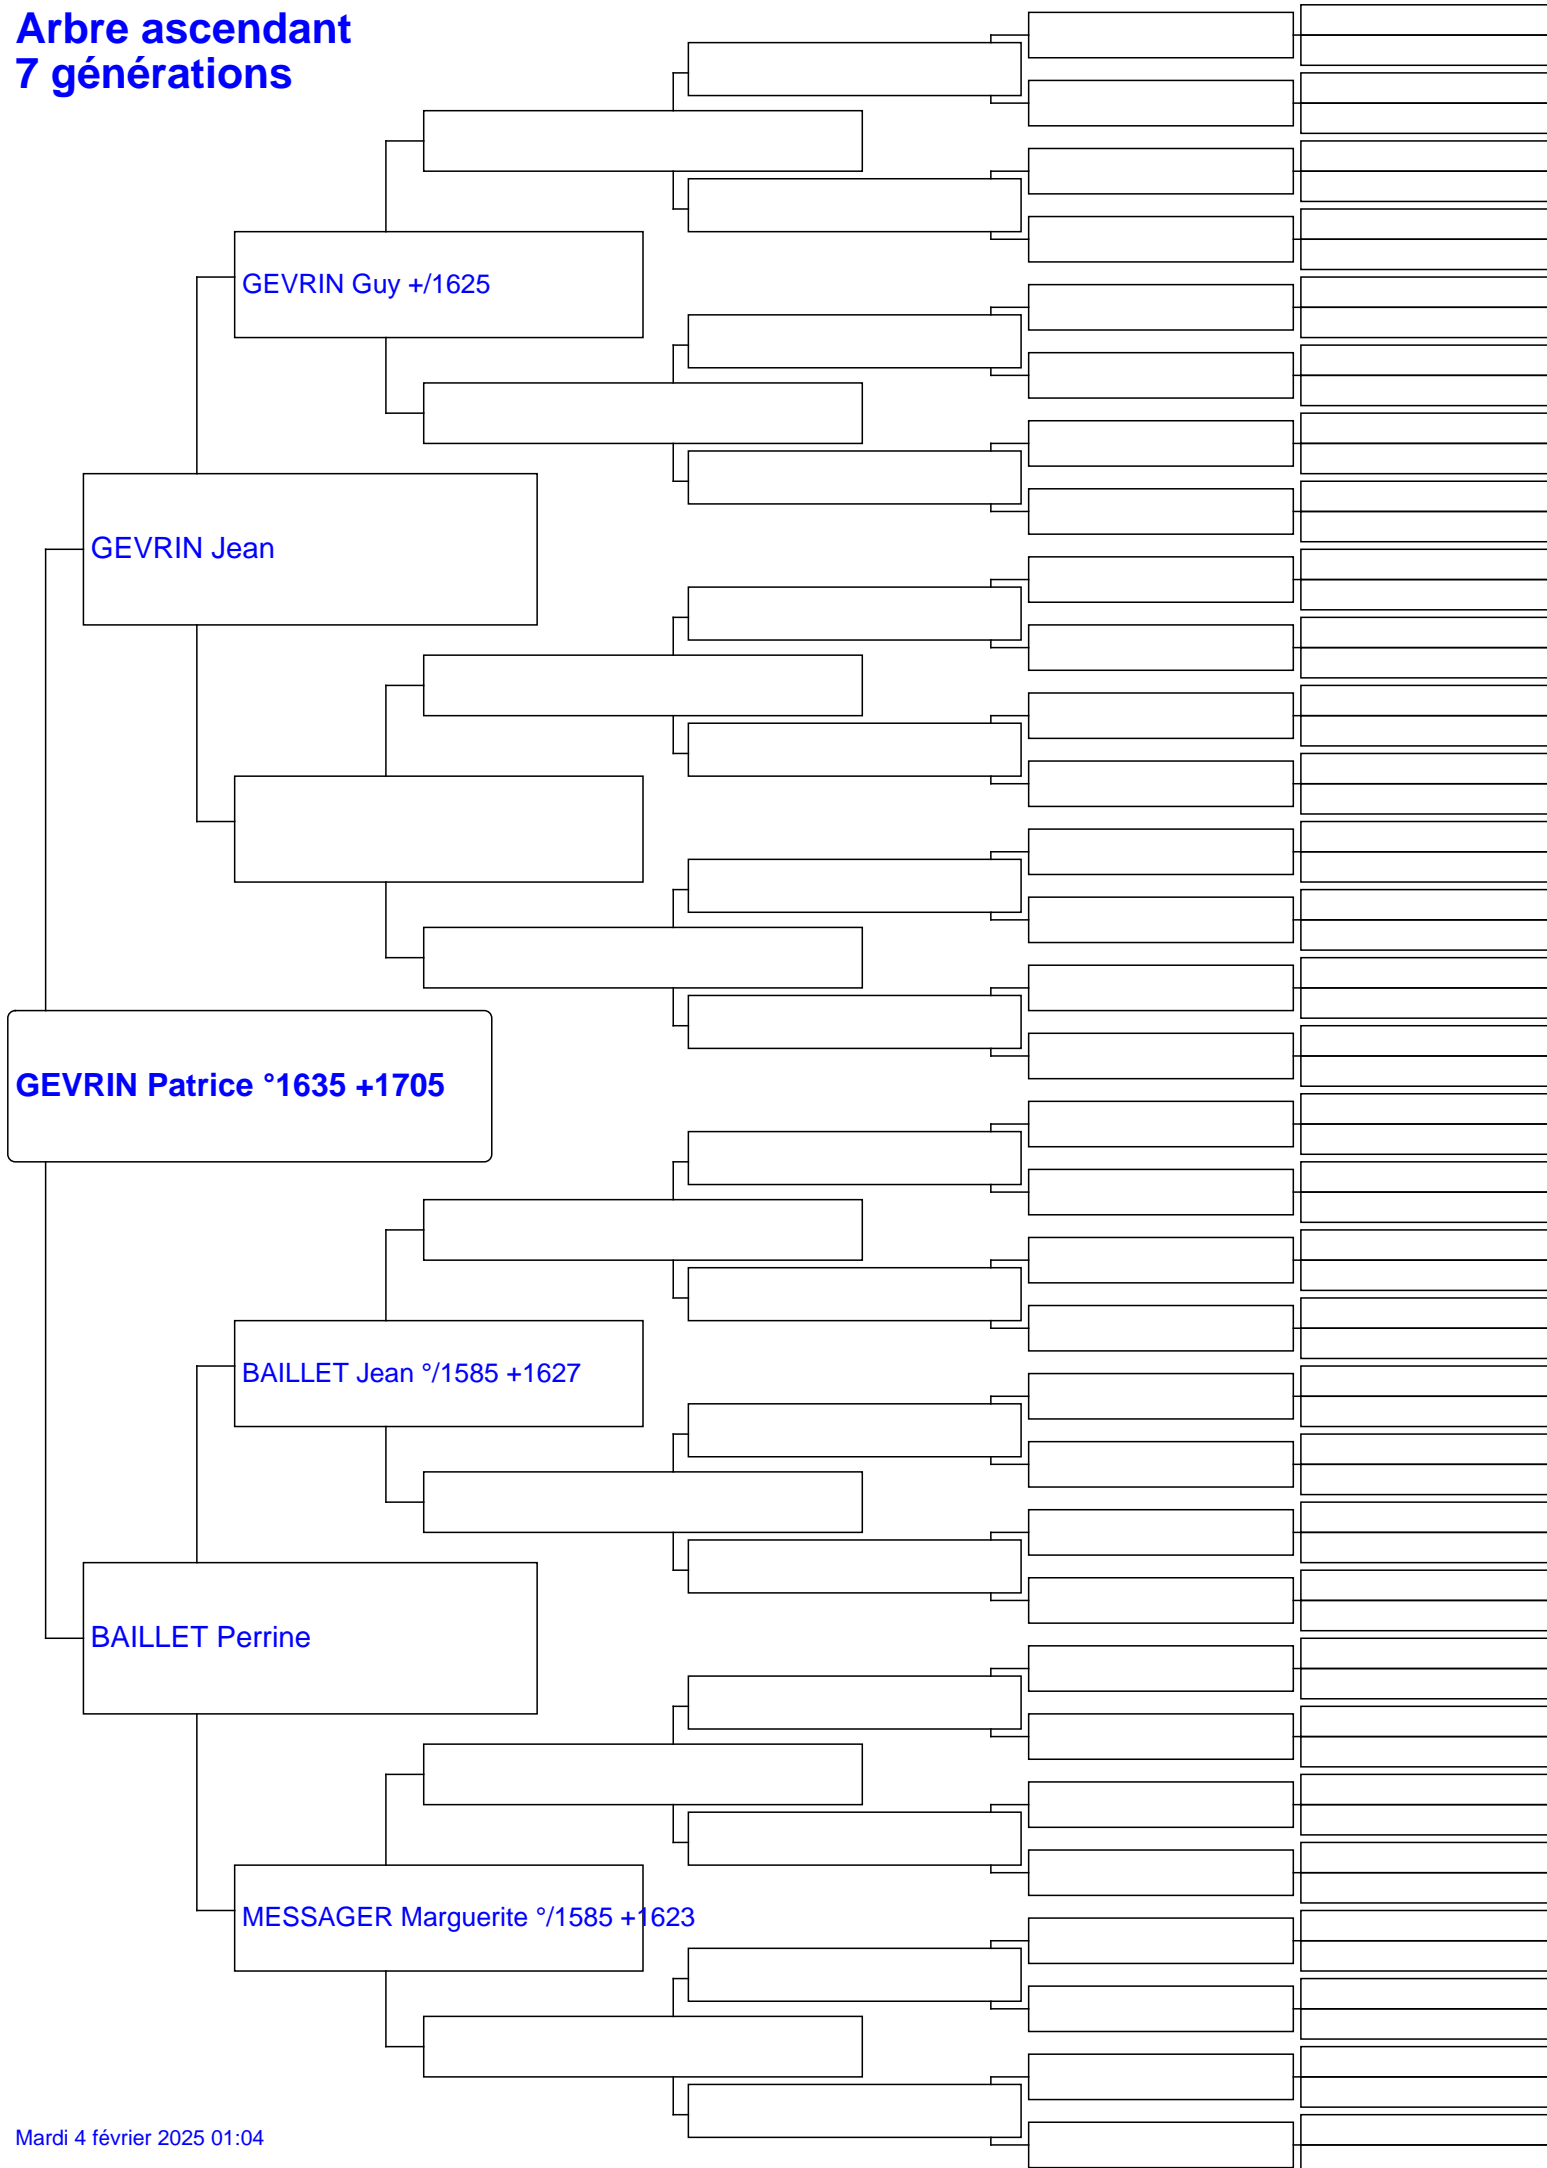 Arbre ascendant
7 générations
GEVRIN Guy +/1625
GEVRIN Jean
GEVRIN Patrice °1635 +1705
BAILLET Jean °/1585 +1627
BAILLET Perrine
MESSAGER Marguerite °/1585 +1623
Mardi 4 février 2025 01:04